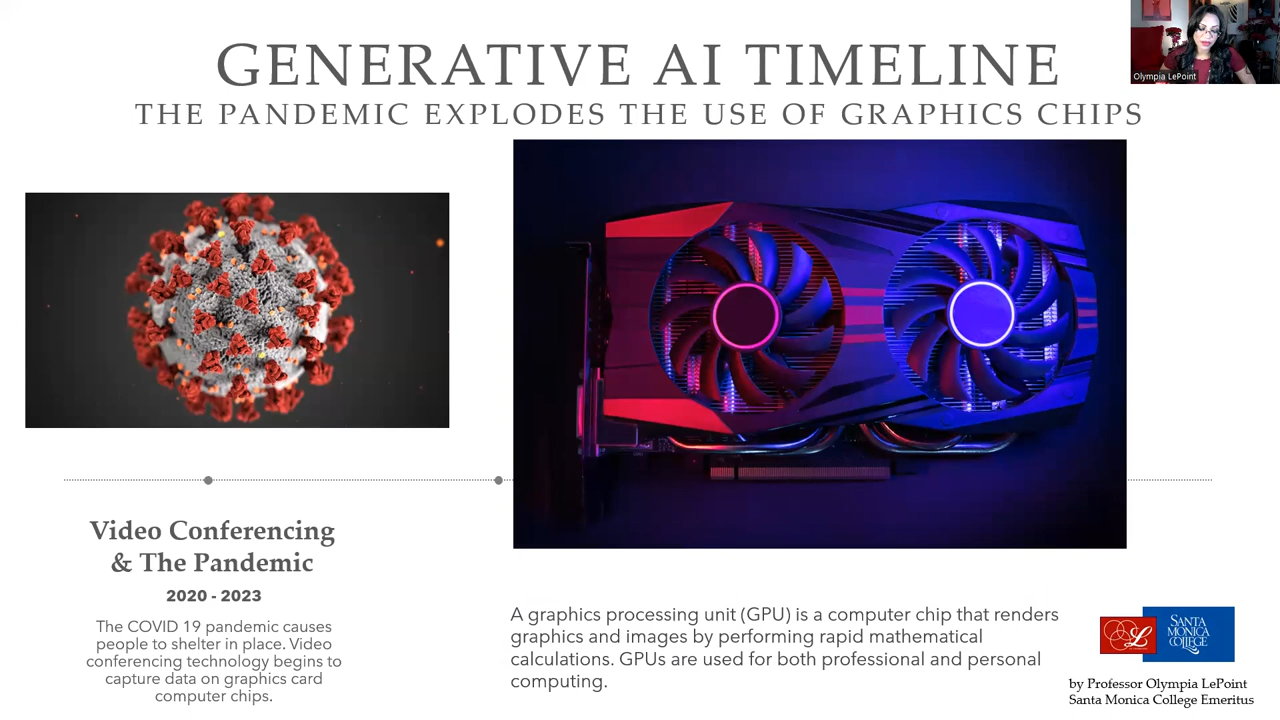 GENERATIVE AI TIMELINE
THE PANDEMIC EXPLODES THE USE OF GRAPHICS CHIPS
Olympia LePoint
Video Conferencing
& The Pandemic
2020 - 2023
The COVID 19 pandemic causes
people to shelter in place. Video
conferencing technology begins to
capture data on graphics card
computer chips.
A graphics processing unit (GPU) is a computer chip that renders
graphics and images by performing rapid mathematical
calculations. GPUs are used for both professional and personal
computing.
L
SANTA
MONICA
COLLEGE
by Professor Olympia LePoint
Santa Monica College Emeritus